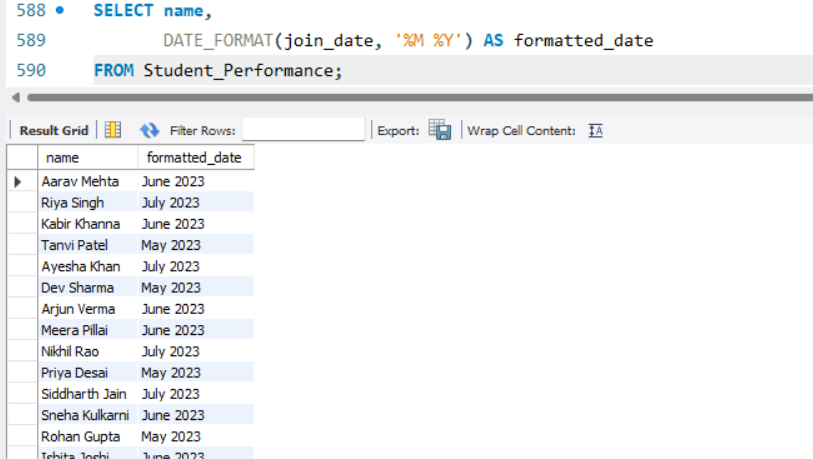 588 SELECT name,
589 DATE_FORMAT(join_date, '%M %Y') AS formatted_date
590 FROM Student_Performance;
Result Grid Filter Rows: Export: Wrap Cell Content:
name formatted_date
Aarav Mehta June 2023
Riya Singh July 2023
Kabir Khanna June 2023
Tanvi Patel May 2023
Ayesha Khan July 2023
Dev Sharma May 2023
Arjun Verma June 2023
Meera Pillai June 2023
Nikhil Rao July 2023
Priya Desai May 2023
Siddharth Jain July 2023
Sneha Kulkarni June 2023
Rohan Gupta May 2023
Ishita Joshi June 2023